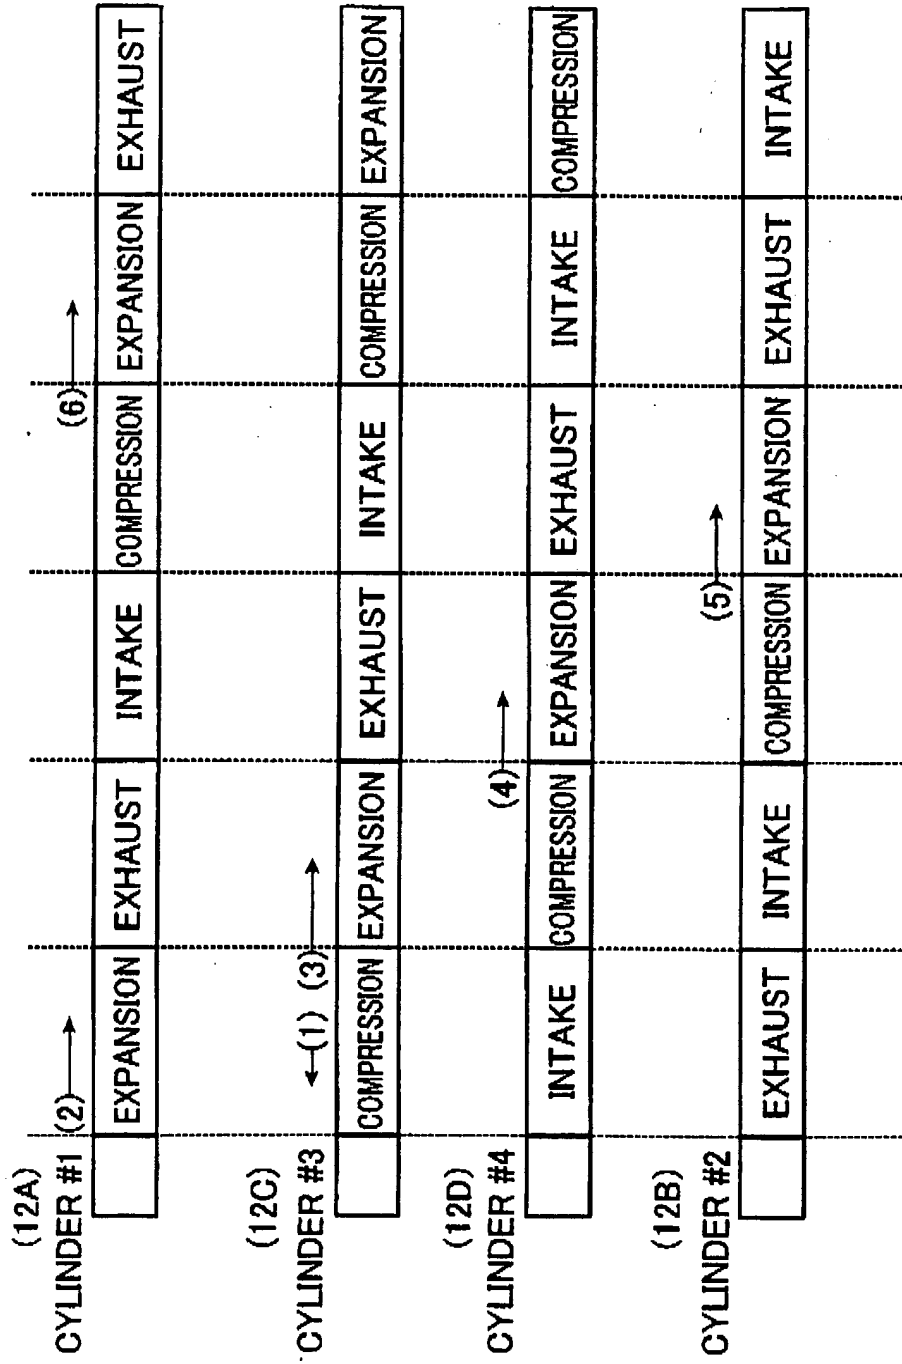 (12A)
CYLINDER #1
(2)
(6)
EXPANSION EXHAUST INTAKE COMPRESSION EXPANSION EXHAUST
(12C)
CYLINDER #3
(1) (3)
COMPRESSION EXPANSION EXHAUST INTAKE COMPRESSION EXPANSION
(12D)
CYLINDER #4
(4)
INTAKE COMPRESSION EXPANSION EXHAUST INTAKE COMPRESSION
(12B)
CYLINDER #2
(5)
EXHAUST INTAKE COMPRESSION EXPANSION EXHAUST INTAKE